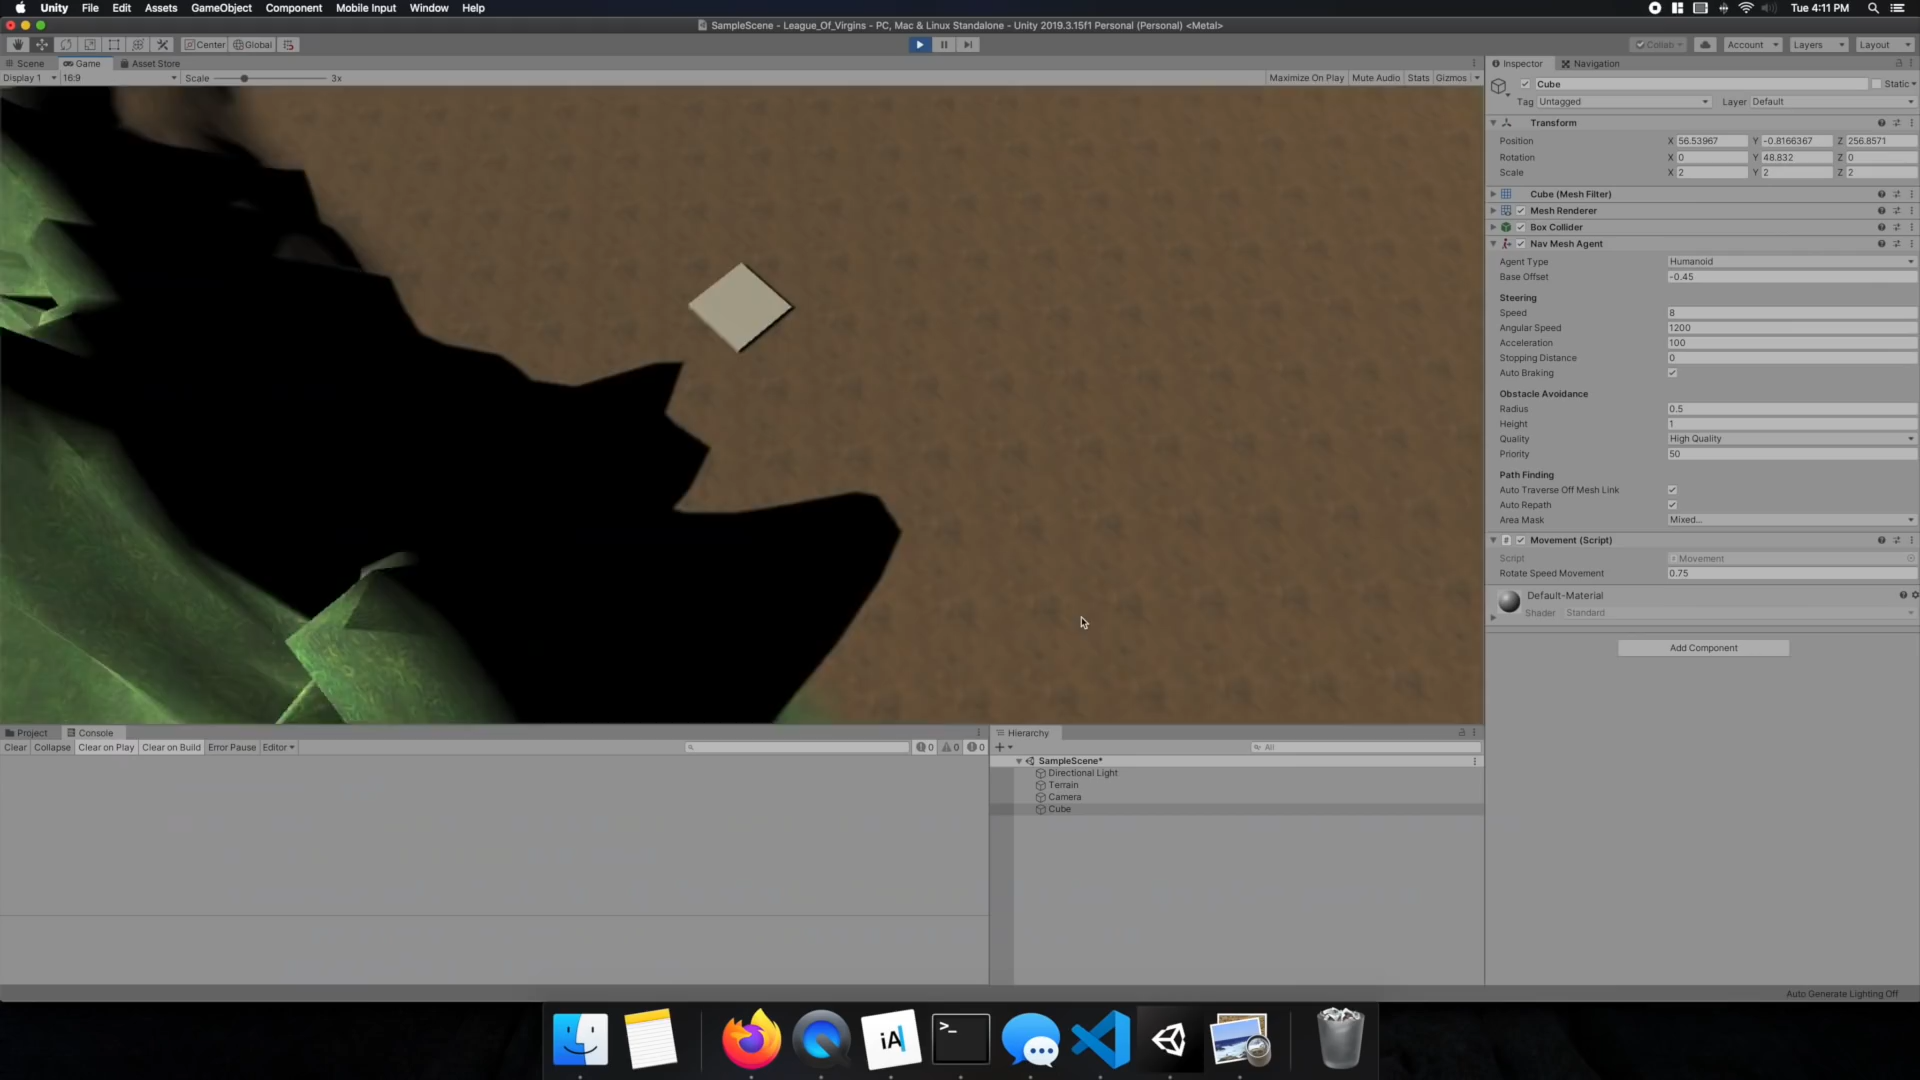 Unity File Edit Assets GameObject Component Mobile Input Window Help Tue 4:11 PM
SampleScene - League_Of_Virgins - PC, Mac & Linux Standalone - Unity 2019.3.15f1 Personal (Personal) <Metal>
Center Global Collab Account Layers Layout
Scene Game Asset Store
Display 1 16:9 Scale 3x Maximize On Play Mute Audio Stats Gizmos
Inspector Navigation
Cube Static
Tag Untagged Layer Default
Transform
Position X 56.53967 Y -0.8166367 Z 256.8571
Rotation X 0 Y 48.832 Z 0
Scale X 2 Y 2 Z 2
Cube (Mesh Filter)
Mesh Renderer
Box Collider
Nav Mesh Agent
Agent Type Humanoid
Base Offset -0.45
Steering
Speed 8
Angular Speed 1200
Acceleration 100
Stopping Distance 0
Auto Braking
Obstacle Avoidance
Radius 0.5
Height 1
Quality High Quality
Priority 50
Path Finding
Auto Traverse Off Mesh Link
Auto Repath
Area Mask Mixed...
Movement (Script)
Script Movement
Rotate Speed Movement 0.75
Default-Material
Shader Standard
Add Component
Project Console
Clear Collapse Clear on Play Clear on Build Error Pause Editor 0 0 0
Hierarchy
All
SampleScene*
Directional Light
Terrain
Camera
Cube
Auto Generate Lighting Off
iA
>_